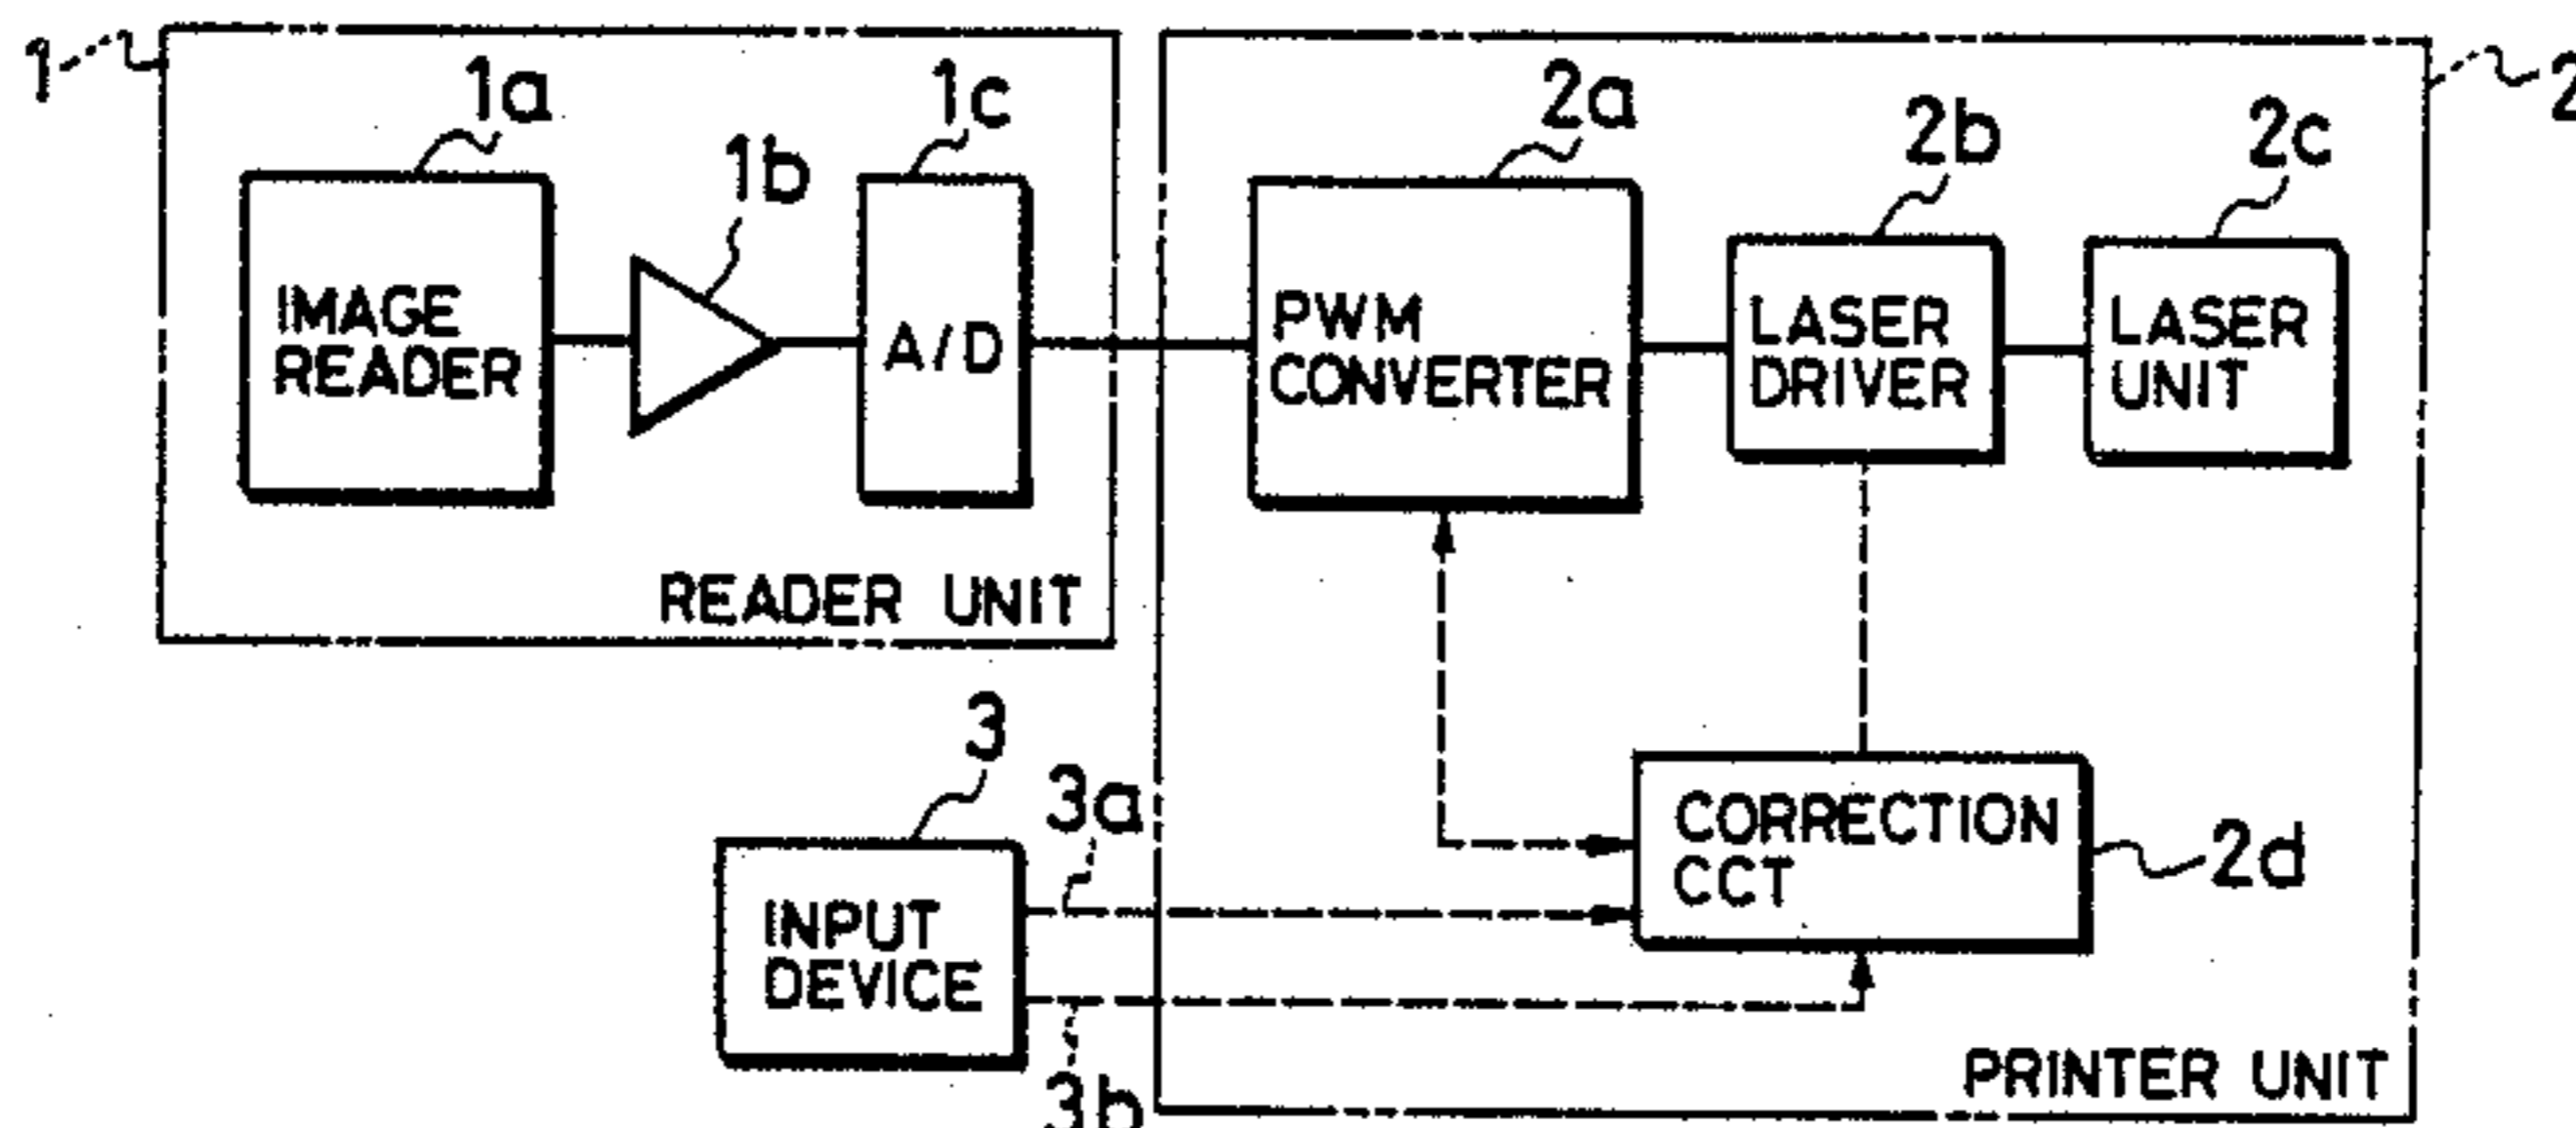 1
1a
1b
1c
IMAGE
READER
A/D
READER UNIT
2
2a
2b
2c
PWM
CONVERTER
LASER
DRIVER
LASER
UNIT
3
3a
3b
INPUT
DEVICE
CORRECTION
CCT
2d
PRINTER UNIT